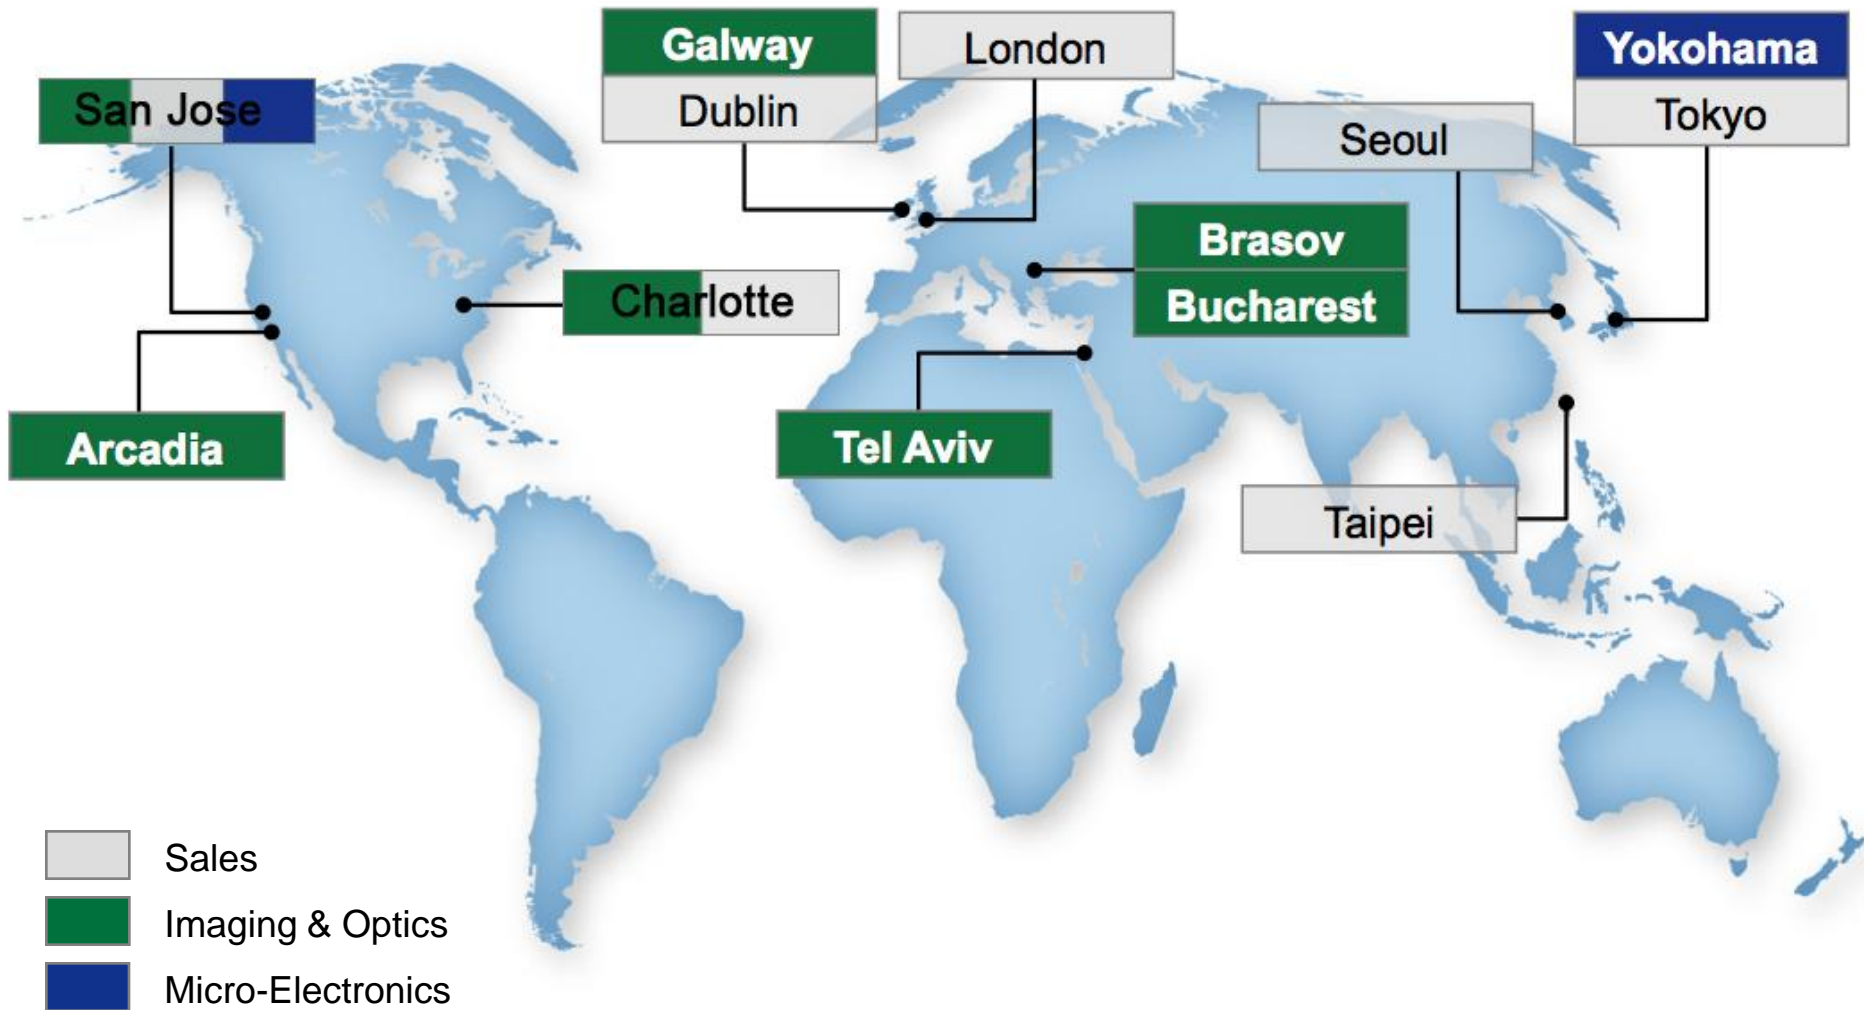 Galway
London
Yokohama
San Jose
Dublin
Tokyo
Seoul
Brasov
Charlotte
Bucharest
Arcadia
Tel Aviv
Taipei
Sales
Imaging & Optics
Micro-Electronics